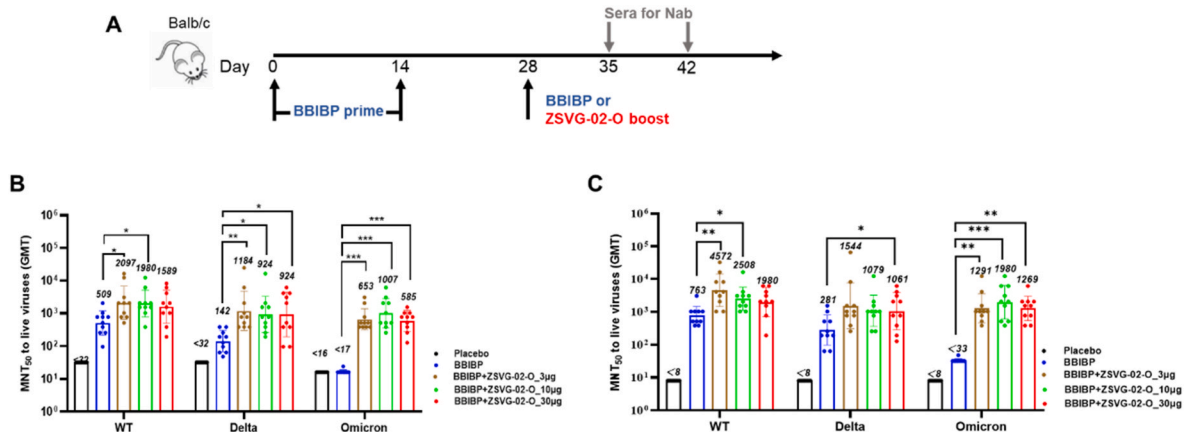 A
Balb/c
Sera for Nab
Day
0
14
28
35
42
BBIBP prime
BBIBP or
ZSVG-02-O boost
B
MNT50 to live viruses (GMT)
10^6
10^5
10^4
10^3
10^2
10^1
10^0
<32
509
2097
1980
1589
* *
<32
142
1184
924
924
** * *
<16
<17
653
1007
585
*** *** ***
WT
Delta
Omicron
Placebo
BBIBP
BBIBP+ZSVG-02-O_3μg
BBIBP+ZSVG-02-O_10μg
BBIBP+ZSVG-02-O_30μg
C
MNT50 to live viruses (GMT)
10^6
10^5
10^4
10^3
10^2
10^1
10^0
<8
763
4572
2508
1980
** *
<8
281
1544
1079
1061
*
<8
<33
1291
1980
1269
** *** **
WT
Delta
Omicron
Placebo
BBIBP
BBIBP+ZSVG-02-O_3μg
BBIBP+ZSVG-02-O_10μg
BBIBP+ZSVG-02-O_30μg